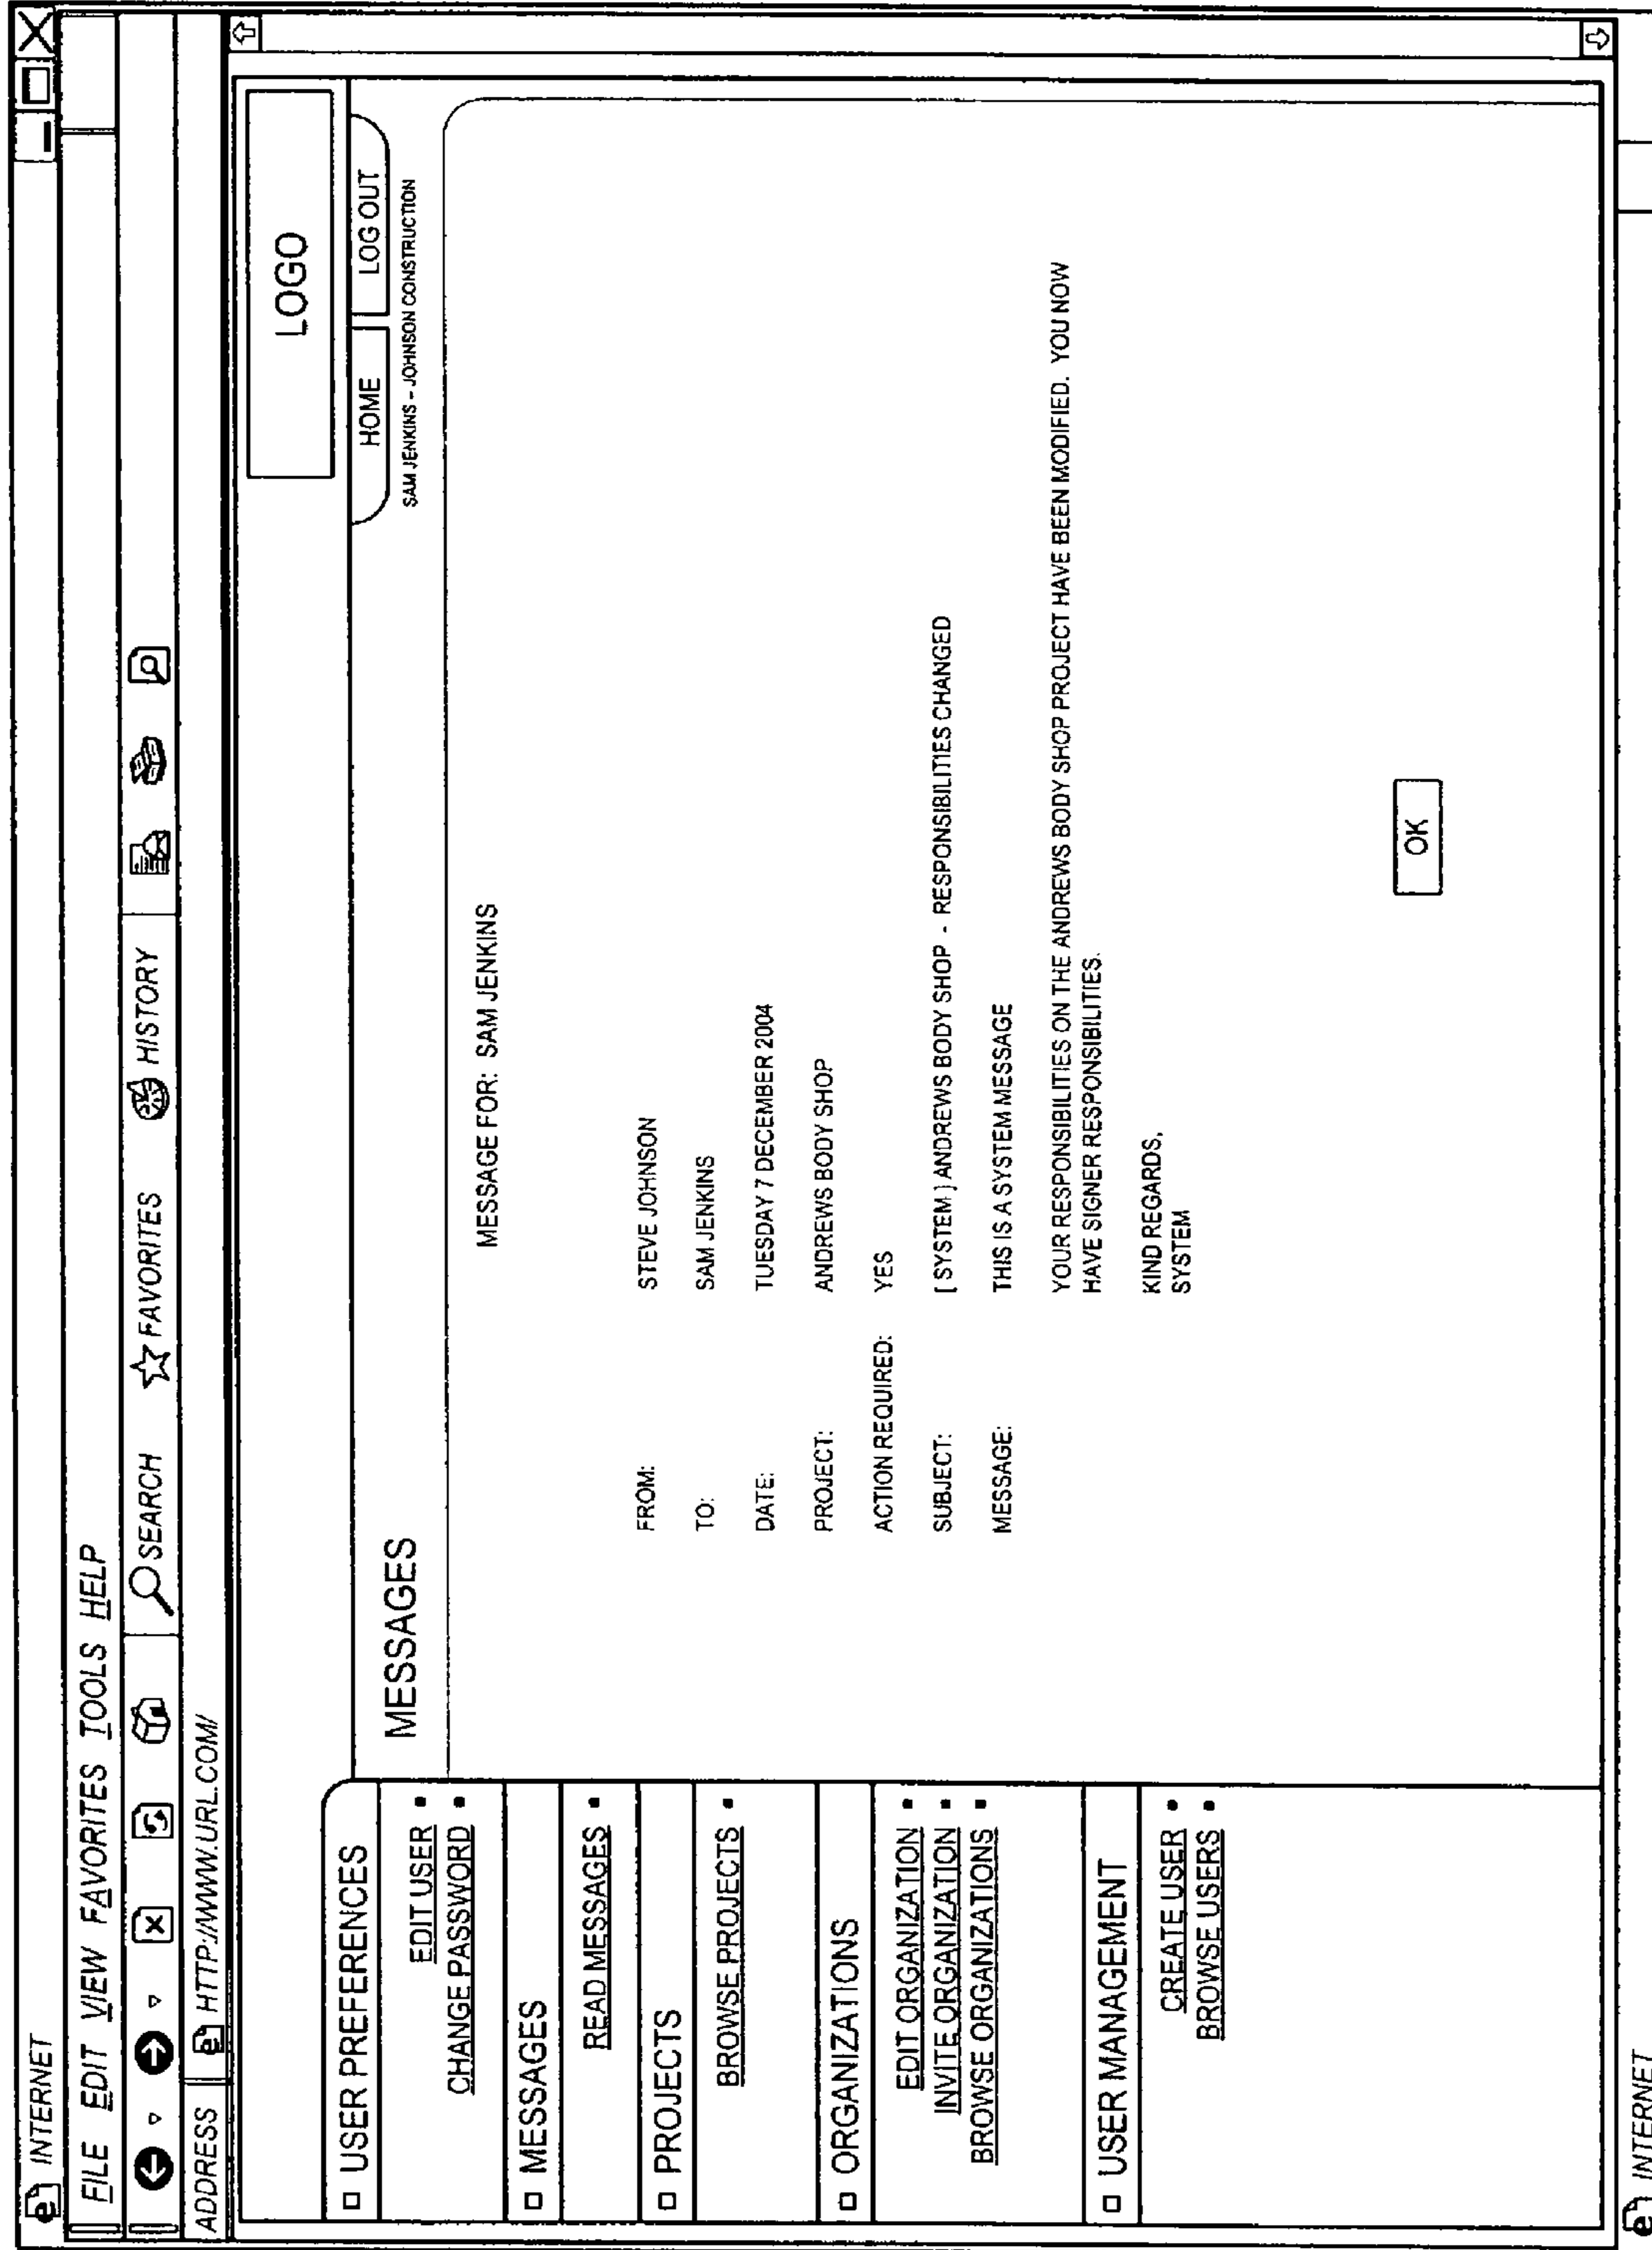 INTERNET
FILE EDIT VIEW FAVORITES TOOLS HELP
SEARCH FAVORITES HISTORY
ADDRESS HTTP://WWW.URL.COM/
LOGO
HOME LOG OUT
SAM JENKINS - JOHNSON CONSTRUCTION
USER PREFERENCES
EDIT USER
CHANGE PASSWORD
MESSAGES
READ MESSAGES
PROJECTS
BROWSE PROJECTS
ORGANIZATIONS
EDIT ORGANIZATION
INVITE ORGANIZATION
BROWSE ORGANIZATIONS
USER MANAGEMENT
CREATE USER
BROWSE USERS
MESSAGES
MESSAGE FOR: SAM JENKINS
FROM: STEVE JOHNSON
TO: SAM JENKINS
DATE: TUESDAY 7 DECEMBER 2004
PROJECT: ANDREWS BODY SHOP
ACTION REQUIRED: YES
SUBJECT: [ SYSTEM ] ANDREWS BODY SHOP - RESPONSIBILITIES CHANGED
MESSAGE: THIS IS A SYSTEM MESSAGE
YOUR RESPONSIBILITIES ON THE ANDREWS BODY SHOP PROJECT HAVE BEEN MODIFIED. YOU NOW
HAVE SIGNER RESPONSIBILITIES.
KIND REGARDS,
SYSTEM
OK
INTERNET